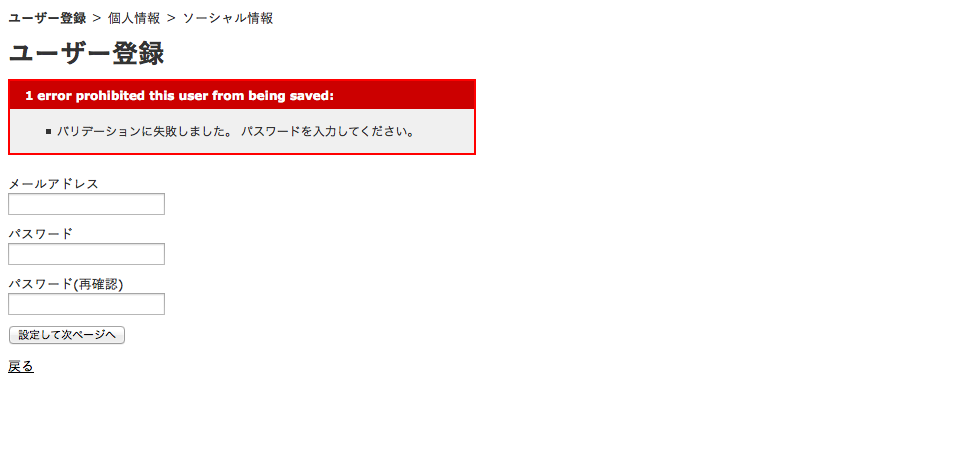 ユーザー登録 > 個人情報 > ソーシャル情報
ユーザー登録
1 error prohibited this user from being saved:
バリデーションに失敗しました。 パスワードを入力してください。
メールアドレス
パスワード
パスワード(再確認)
設定して次ページへ
戻る